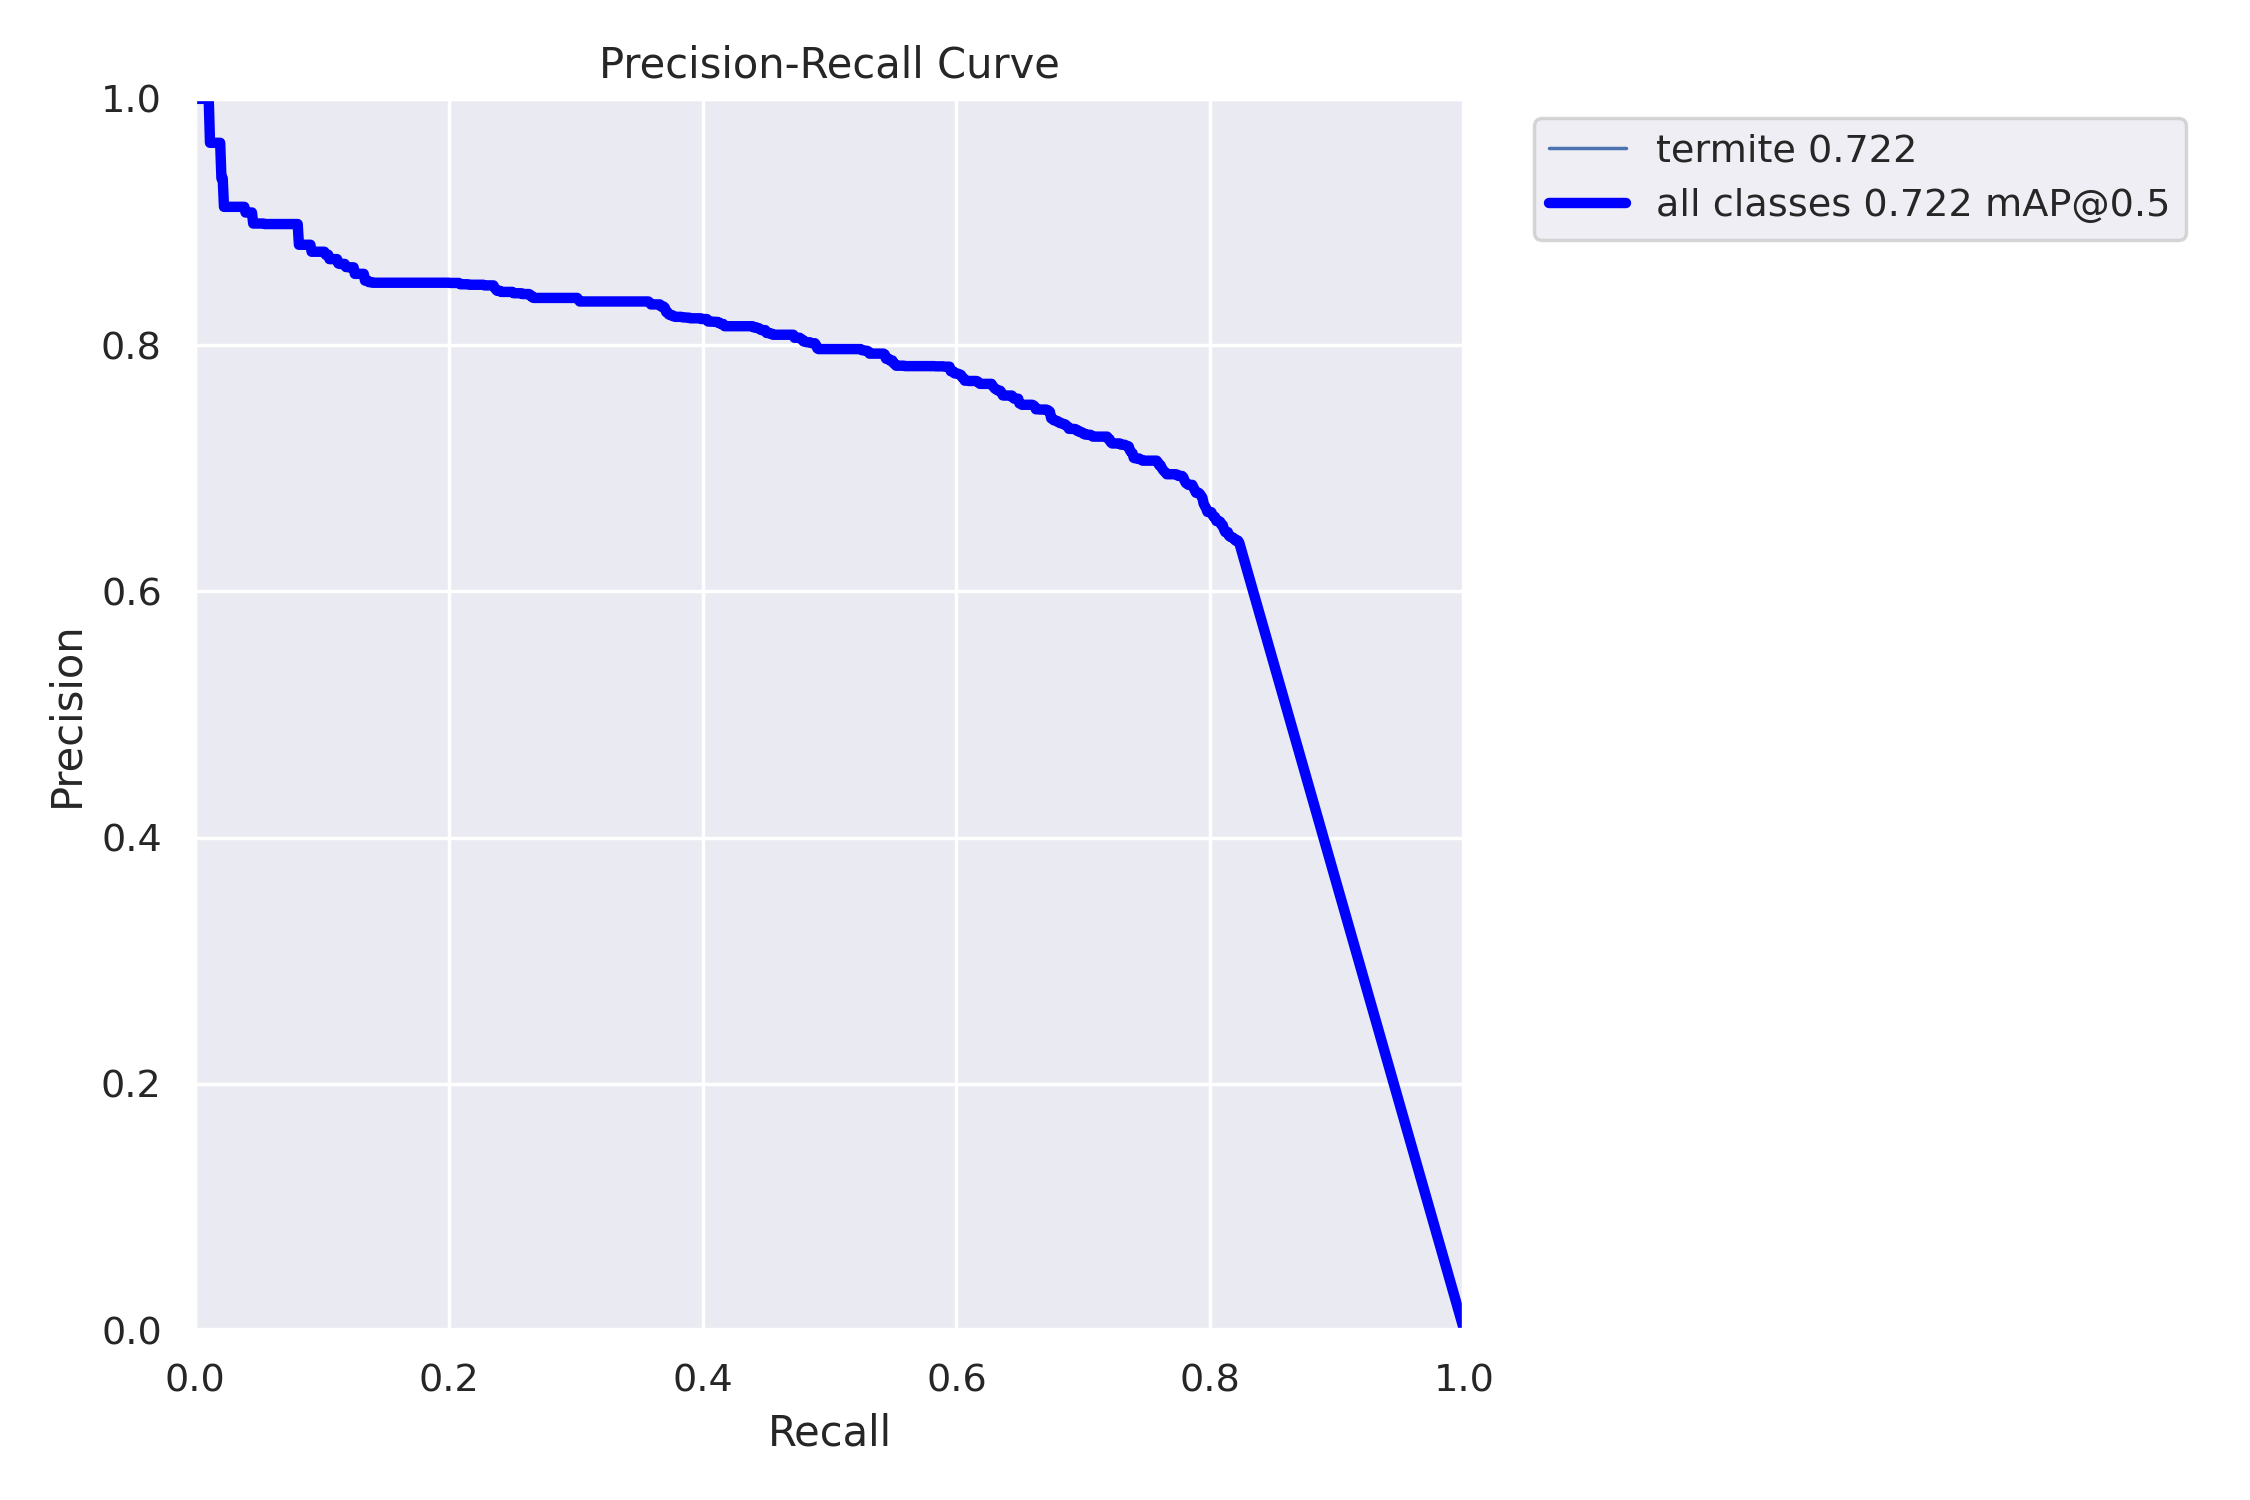 Precision-Recall Curve
1.0
0.8
0.6
0.4
0.2
0.0
Precision
0.0 0.2 0.4 0.6 0.8 1.0
Recall
termite 0.722
all classes 0.722 mAP@0.5